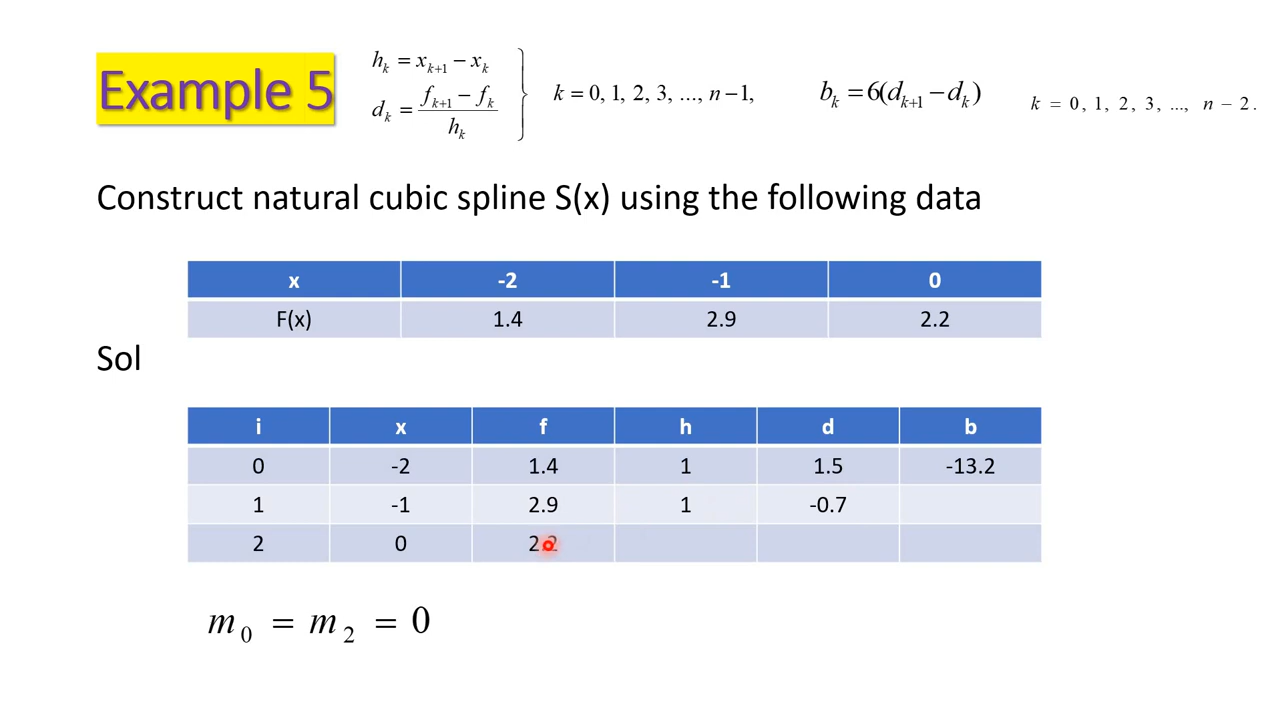 Example 5
h_k = x_{k+1} − x_k
d_k = (f_{k+1} − f_k) / h_k
k = 0, 1, 2, 3, ..., n − 1,
b_k = 6(d_{k+1} − d_k)
k = 0, 1, 2, 3, ..., n − 2.
Construct natural cubic spline S(x) using the following data
x -2 -1 0
F(x) 1.4 2.9 2.2
Sol
i x f h d b
0 -2 1.4 1 1.5 -13.2
1 -1 2.9 1 -0.7
2 0 2.2
m_0 = m_2 = 0